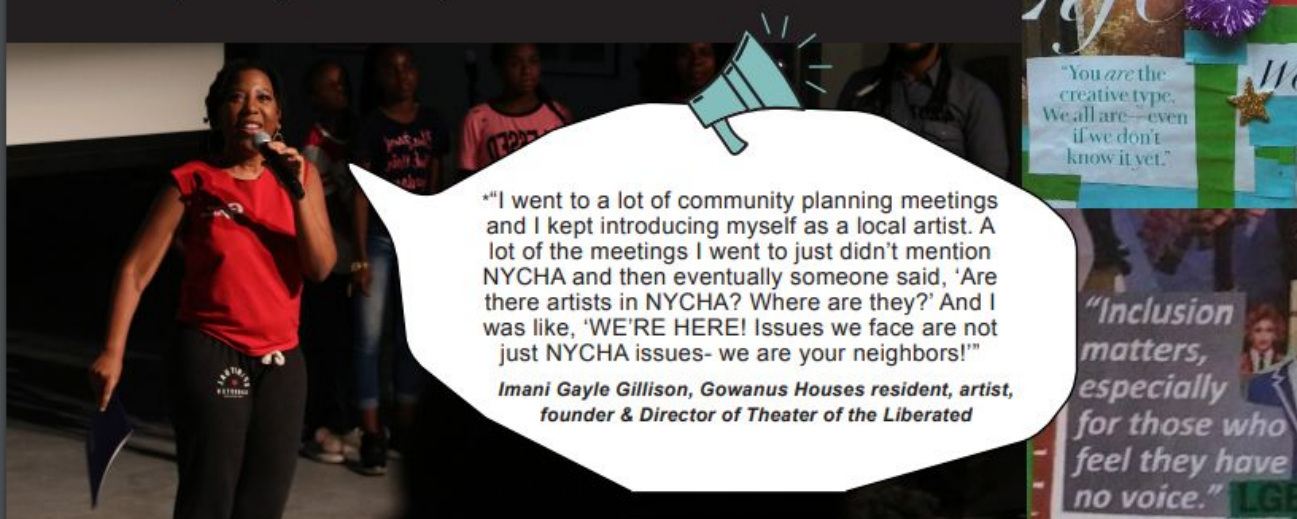 *“I went to a lot of community planning meetings
and I kept introducing myself as a local artist. A
lot of the meetings I went to just didn’t mention
NYCHA and then eventually someone said, ‘Are
there artists in NYCHA? Where are they?’ And I
was like, ‘WE’RE HERE! Issues we face are not
just NYCHA issues- we are your neighbors!’”
Imani Gayle Gillison, Gowanus Houses resident, artist,
founder & Director of Theater of the Liberated
“You are the
creative type.
We all are—even
if we don’t
know it yet.”
“Inclusion
matters,
especially
for those who
feel they have
no voice.”